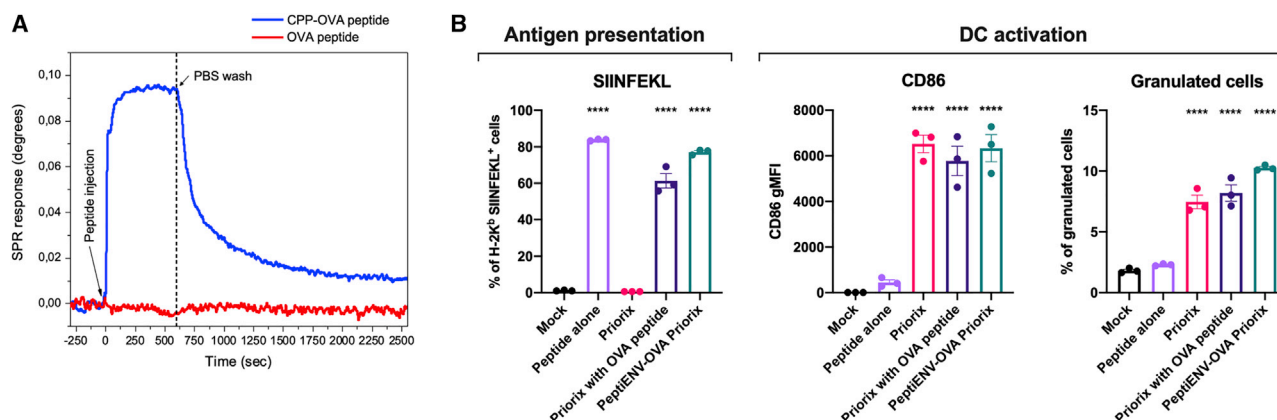 A
CPP-OVA peptide
OVA peptide
SPR response (degrees)
0,10
0,08
0,06
0,04
0,02
0,00
Peptide injection
PBS wash
-250 0 250 500 750 1000 1250 1500 1750 2000 2250 2500
Time (sec)
B
Antigen presentation
SIINFEKL
% of H-2Kb SIINFEKL+ cells
100
80
60
40
20
0
**** **** ****
Mock
Peptide alone
Priorix
Priorix with OVA peptide
PeptiENV-OVA Priorix
DC activation
CD86
CD86 gMFI
8000
6000
4000
2000
0
**** **** ****
Mock
Peptide alone
Priorix
Priorix with OVA peptide
PeptiENV-OVA Priorix
Granulated cells
% of granulated cells
15
10
5
0
**** **** ****
Mock
Peptide alone
Priorix
Priorix with OVA peptide
PeptiENV-OVA Priorix